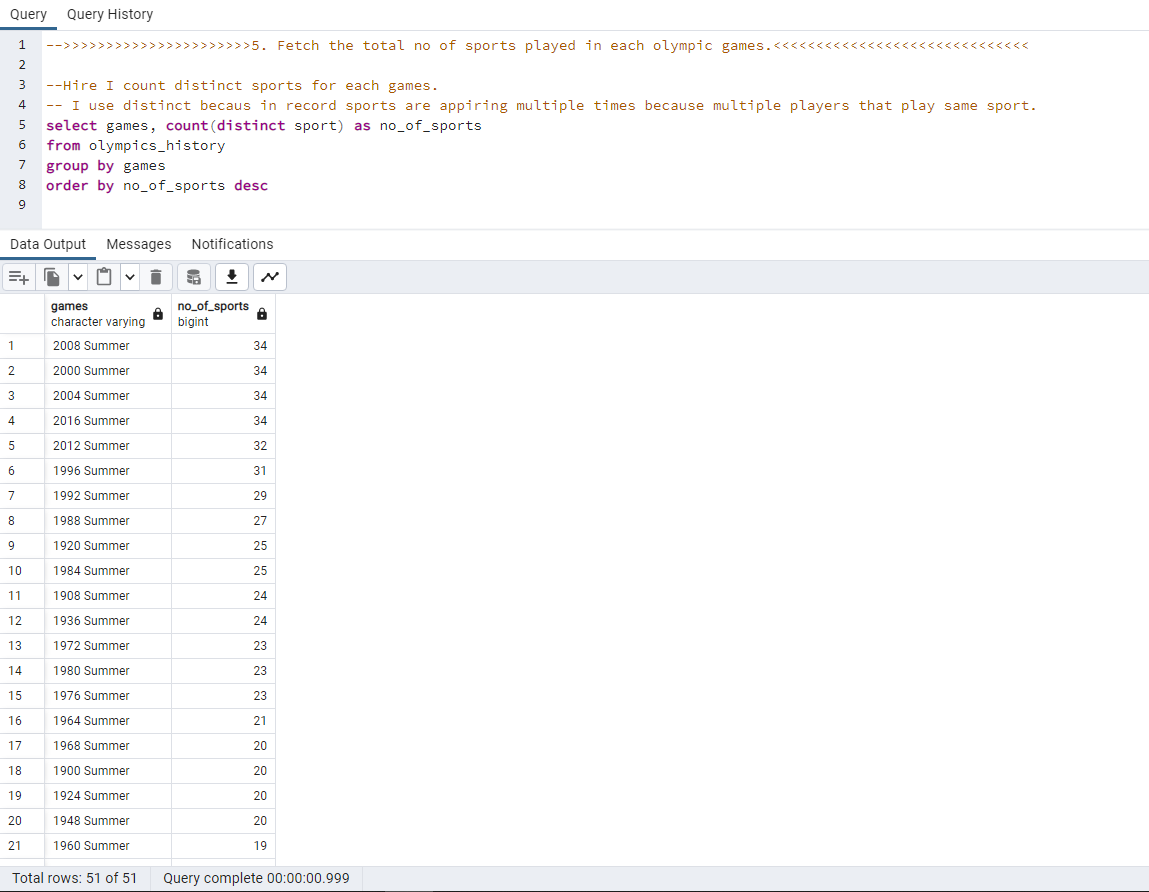 Query Query History
1 -->>>>>>>>>>>>>>>>>>>>>>5. Fetch the total no of sports played in each olympic games.<<<<<<<<<<<<<<<<<<<<<<<<<<<<<<
2
3 --Hire I count distinct sports for each games.
4 -- I use distinct becaus in record sports are appiring multiple times because multiple players that play same sport.
5 select games, count(distinct sport) as no_of_sports
6 from olympics_history
7 group by games
8 order by no_of_sports desc
9
Data Output Messages Notifications
games no_of_sports
character varying bigint
1 2008 Summer 34
2 2000 Summer 34
3 2004 Summer 34
4 2016 Summer 34
5 2012 Summer 32
6 1996 Summer 31
7 1992 Summer 29
8 1988 Summer 27
9 1920 Summer 25
10 1984 Summer 25
11 1908 Summer 24
12 1936 Summer 24
13 1972 Summer 23
14 1980 Summer 23
15 1976 Summer 23
16 1964 Summer 21
17 1968 Summer 20
18 1900 Summer 20
19 1924 Summer 20
20 1948 Summer 20
21 1960 Summer 19
Total rows: 51 of 51 Query complete 00:00:00.999